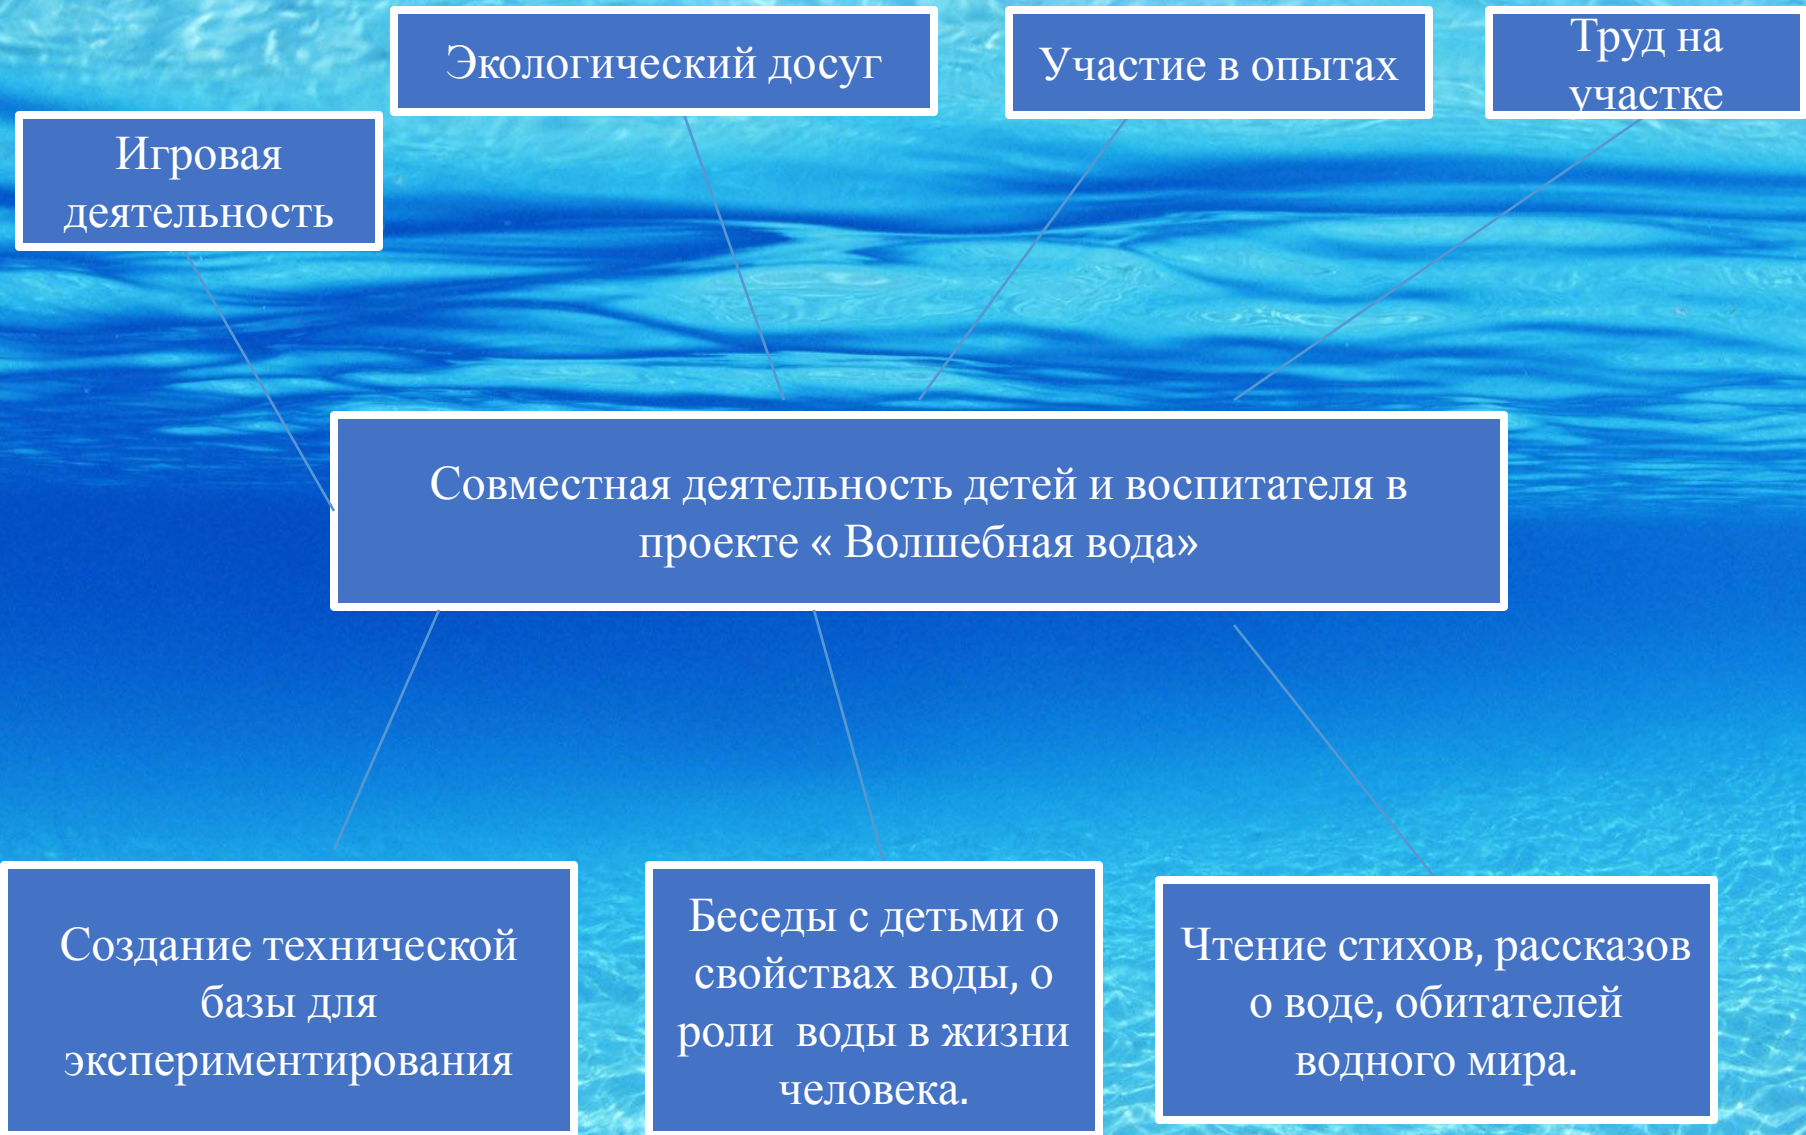 Экологический досуг
Участие в опытах
Труд на
участке
Игровая
деятельность
Совместная деятельность детей и воспитателя в
проекте « Волшебная вода»
Создание технической
базы для
экспериментирования
Беседы с детьми о
свойствах воды, о
роли  воды в жизни
человека.
Чтение стихов, рассказов
о воде, обитателей
водного мира.